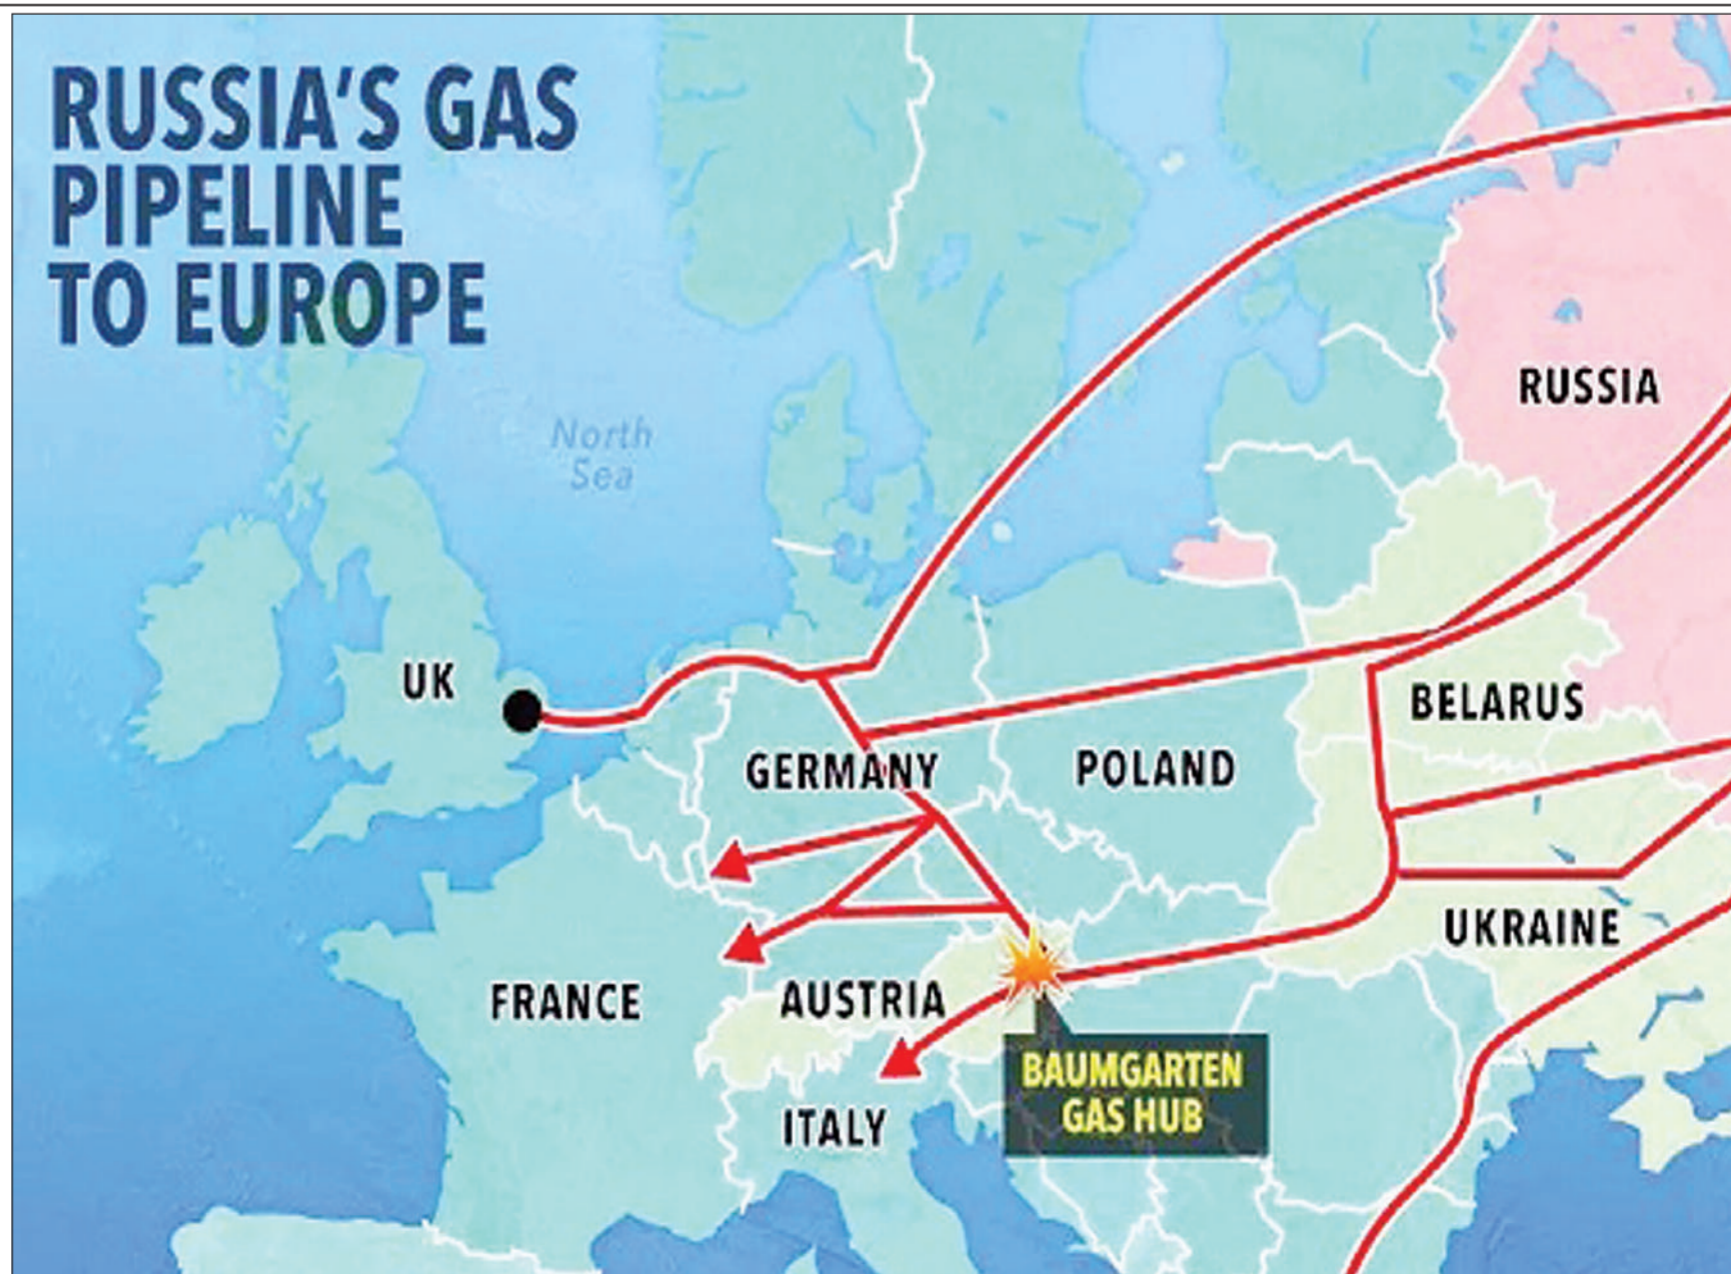 RUSSIA'S GAS
PIPELINE
TO EUROPE
North
Sea
RUSSIA
UK
BELARUS
GERMANY
POLAND
UKRAINE
FRANCE
AUSTRIA
BAUMGARTEN
GAS HUB
ITALY